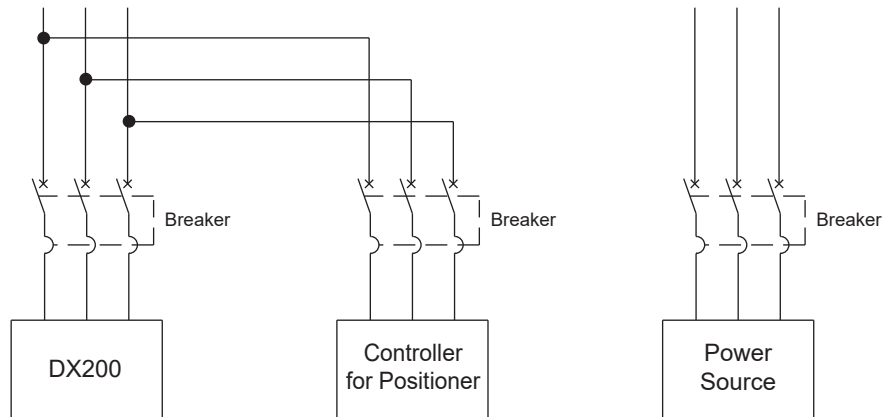 Breaker
Breaker
Breaker
DX200
Controller
for Positioner
Power
Source